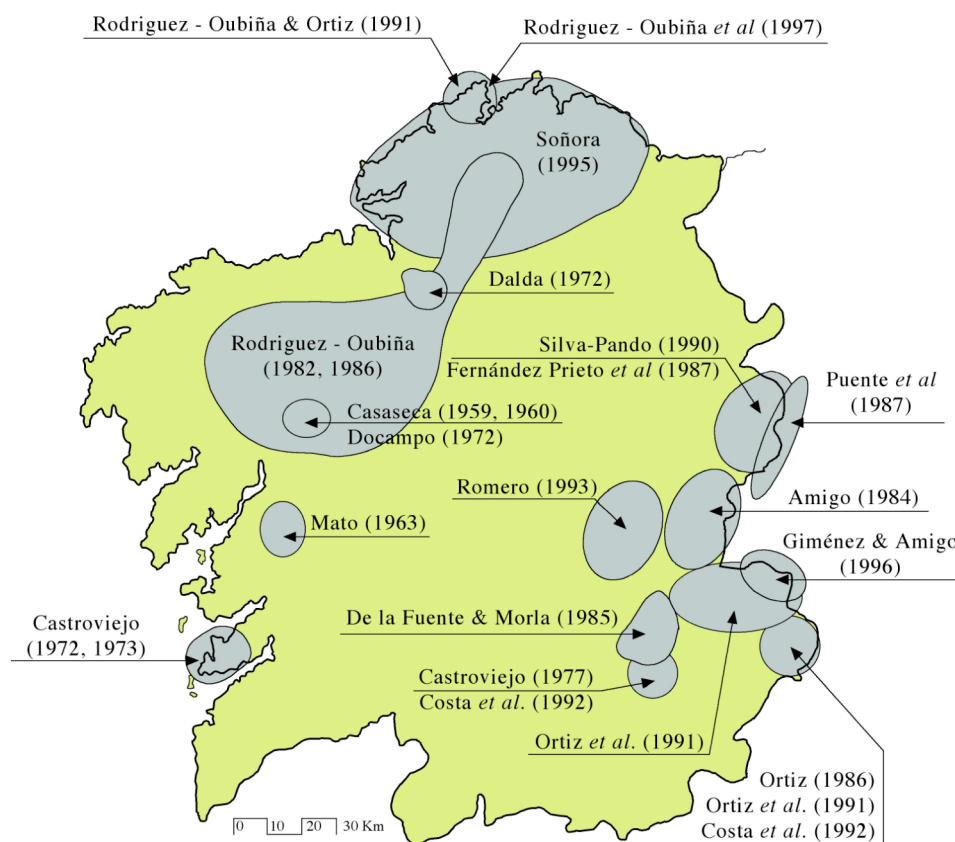 Rodriguez - Oubiña & Ortiz (1991)
Rodriguez - Oubiña et al (1997)
Soñora
(1995)
Dalda (1972)
Rodriguez - Oubiña
(1982, 1986)
Silva-Pando (1990)
Fernández Prieto et al (1987)
Puente et al
(1987)
Casaseca (1959, 1960)
Docampo (1972)
Romero (1993)
Amigo (1984)
Mato (1963)
Giménez & Amigo
(1996)
Castroviejo
(1972, 1973)
De la Fuente & Morla (1985)
Castroviejo (1977)
Costa et al. (1992)
Ortiz et al. (1991)
Ortiz (1986)
Ortiz et al. (1991)
Costa et al. (1992)
0 10 20 30 Km